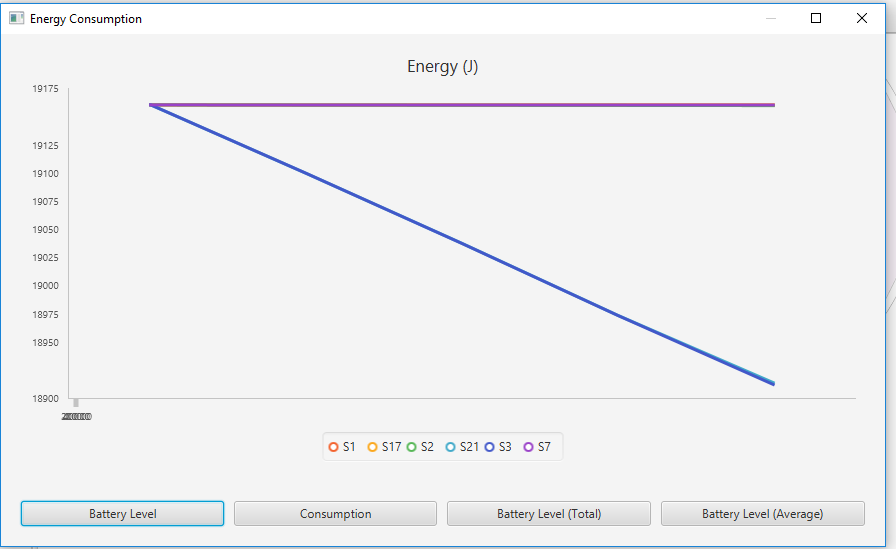 Energy Consumption
Energy (J)
19175
19125
19100
19075
19050
19025
19000
18975
18950
18900
S1 S17 S2 S21 S3 S7
Battery Level Consumption Battery Level (Total) Battery Level (Average)